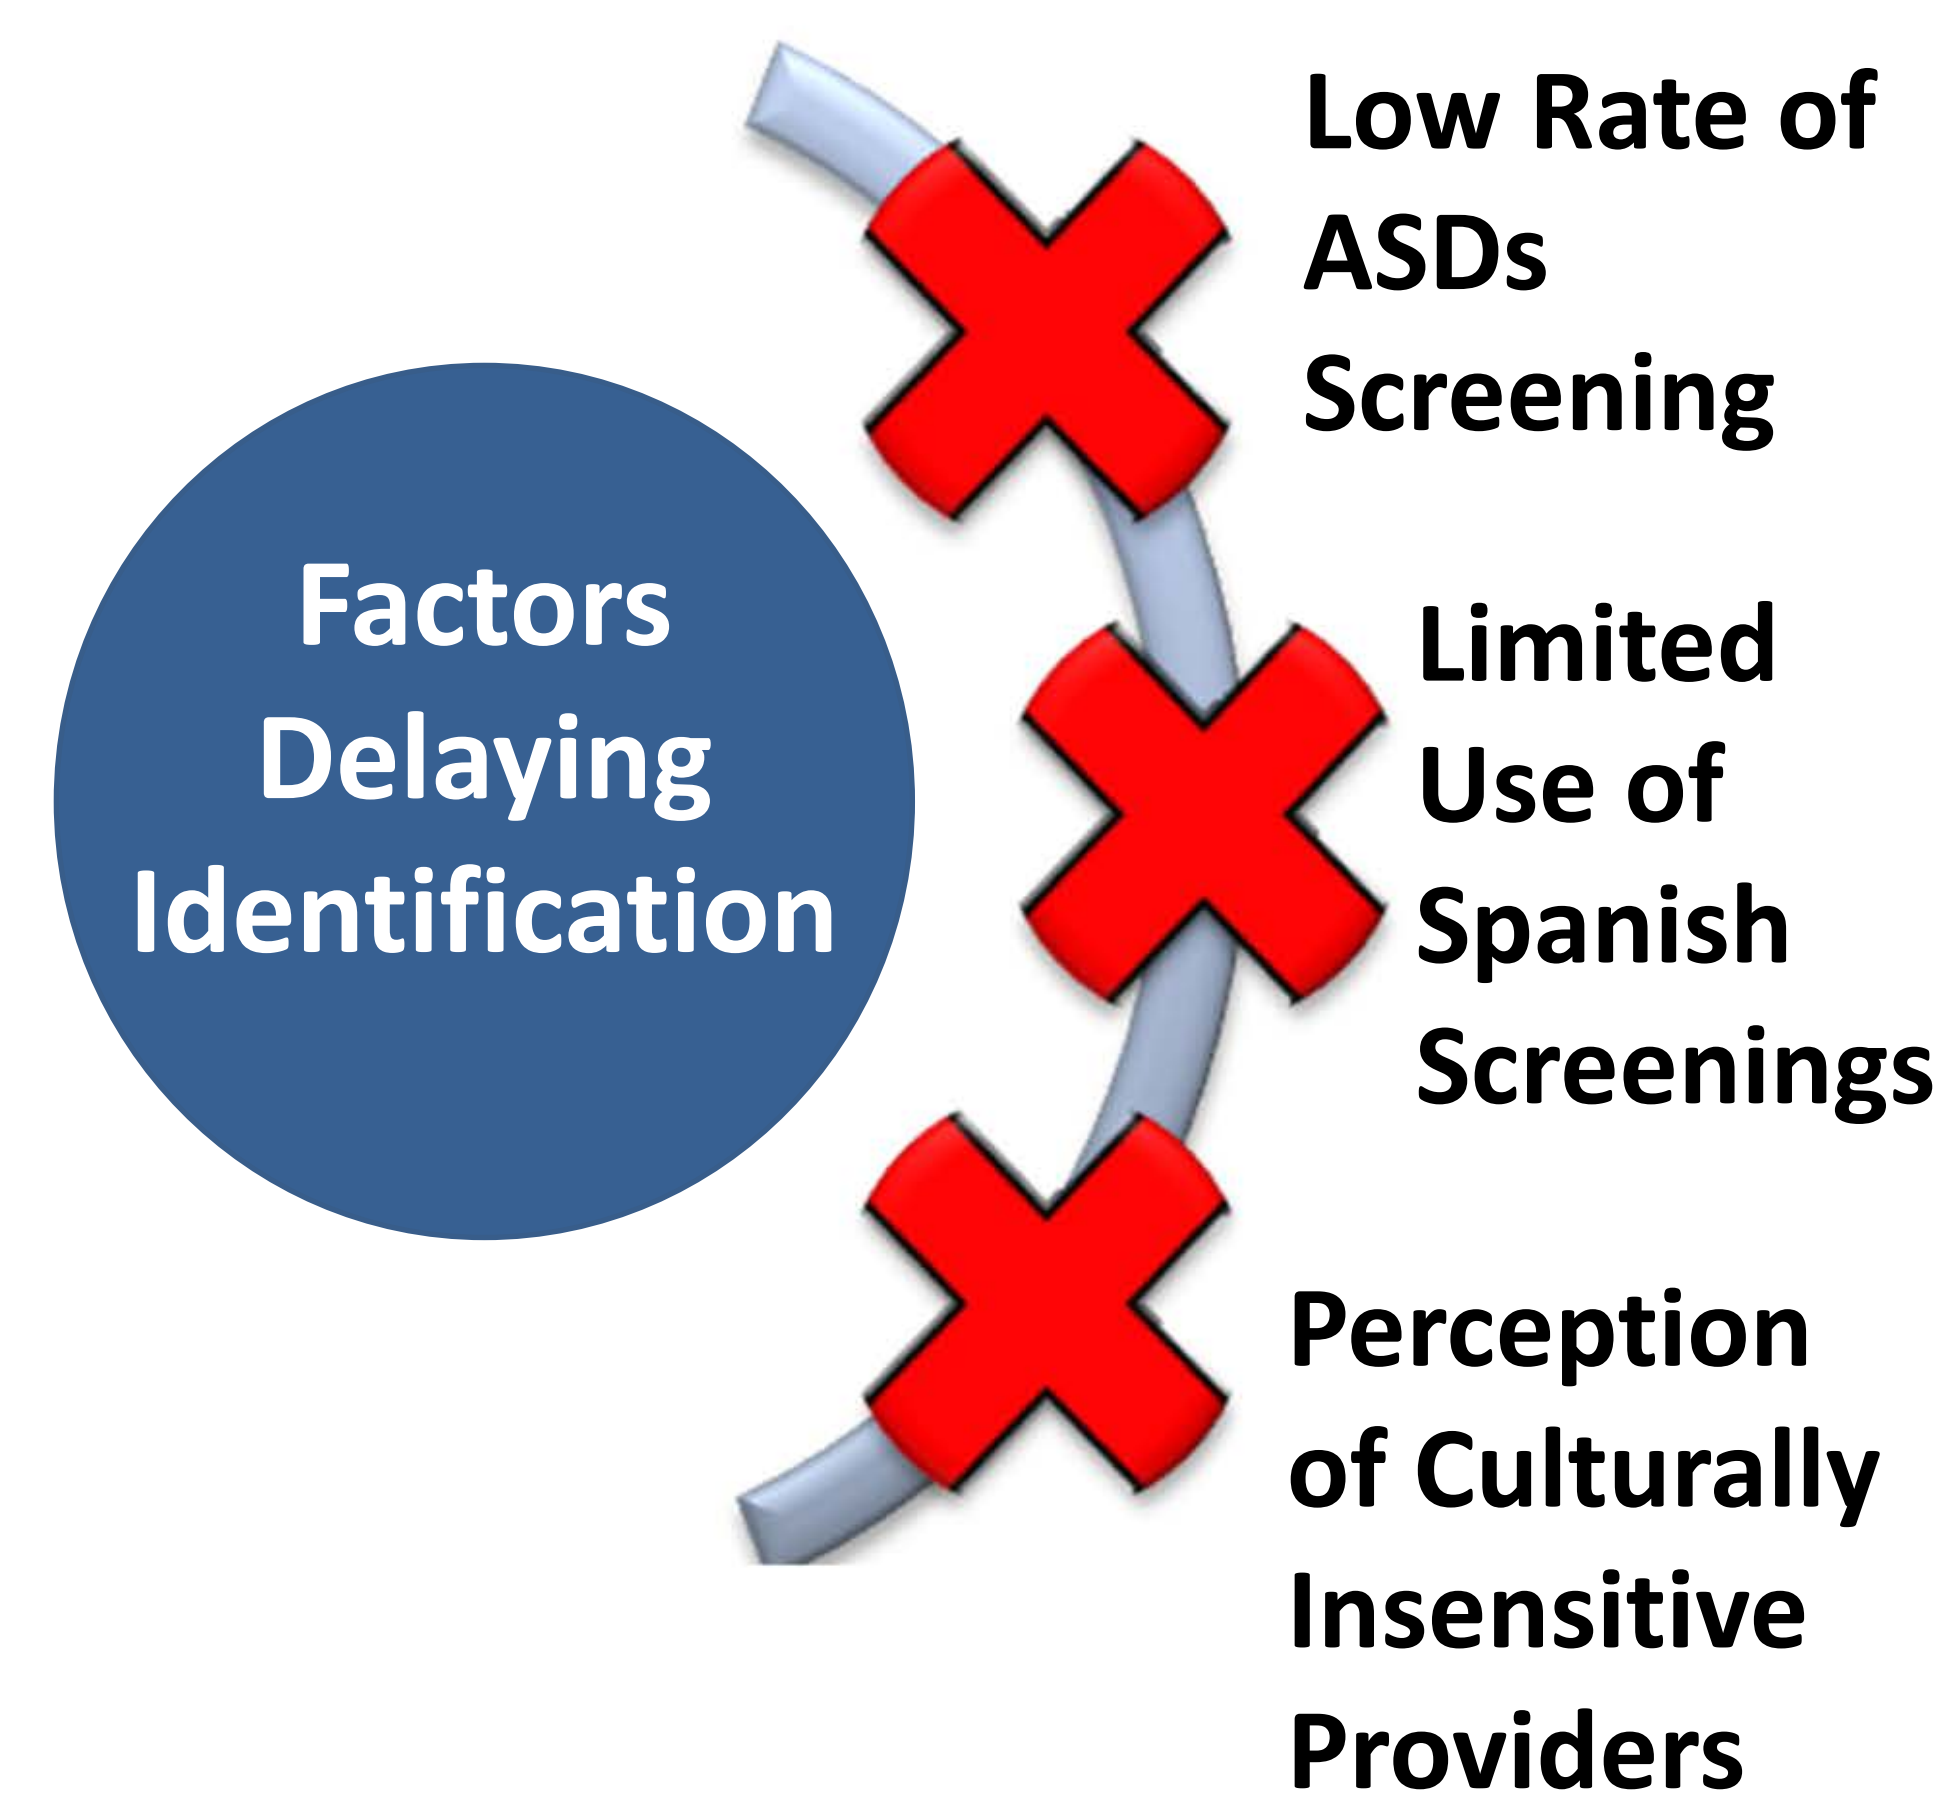 Factors
Delaying
Identification
Low Rate of
ASDs
Screening
Limited
Use of
Spanish
Screenings
Perception
of Culturally
Insensitive
Providers